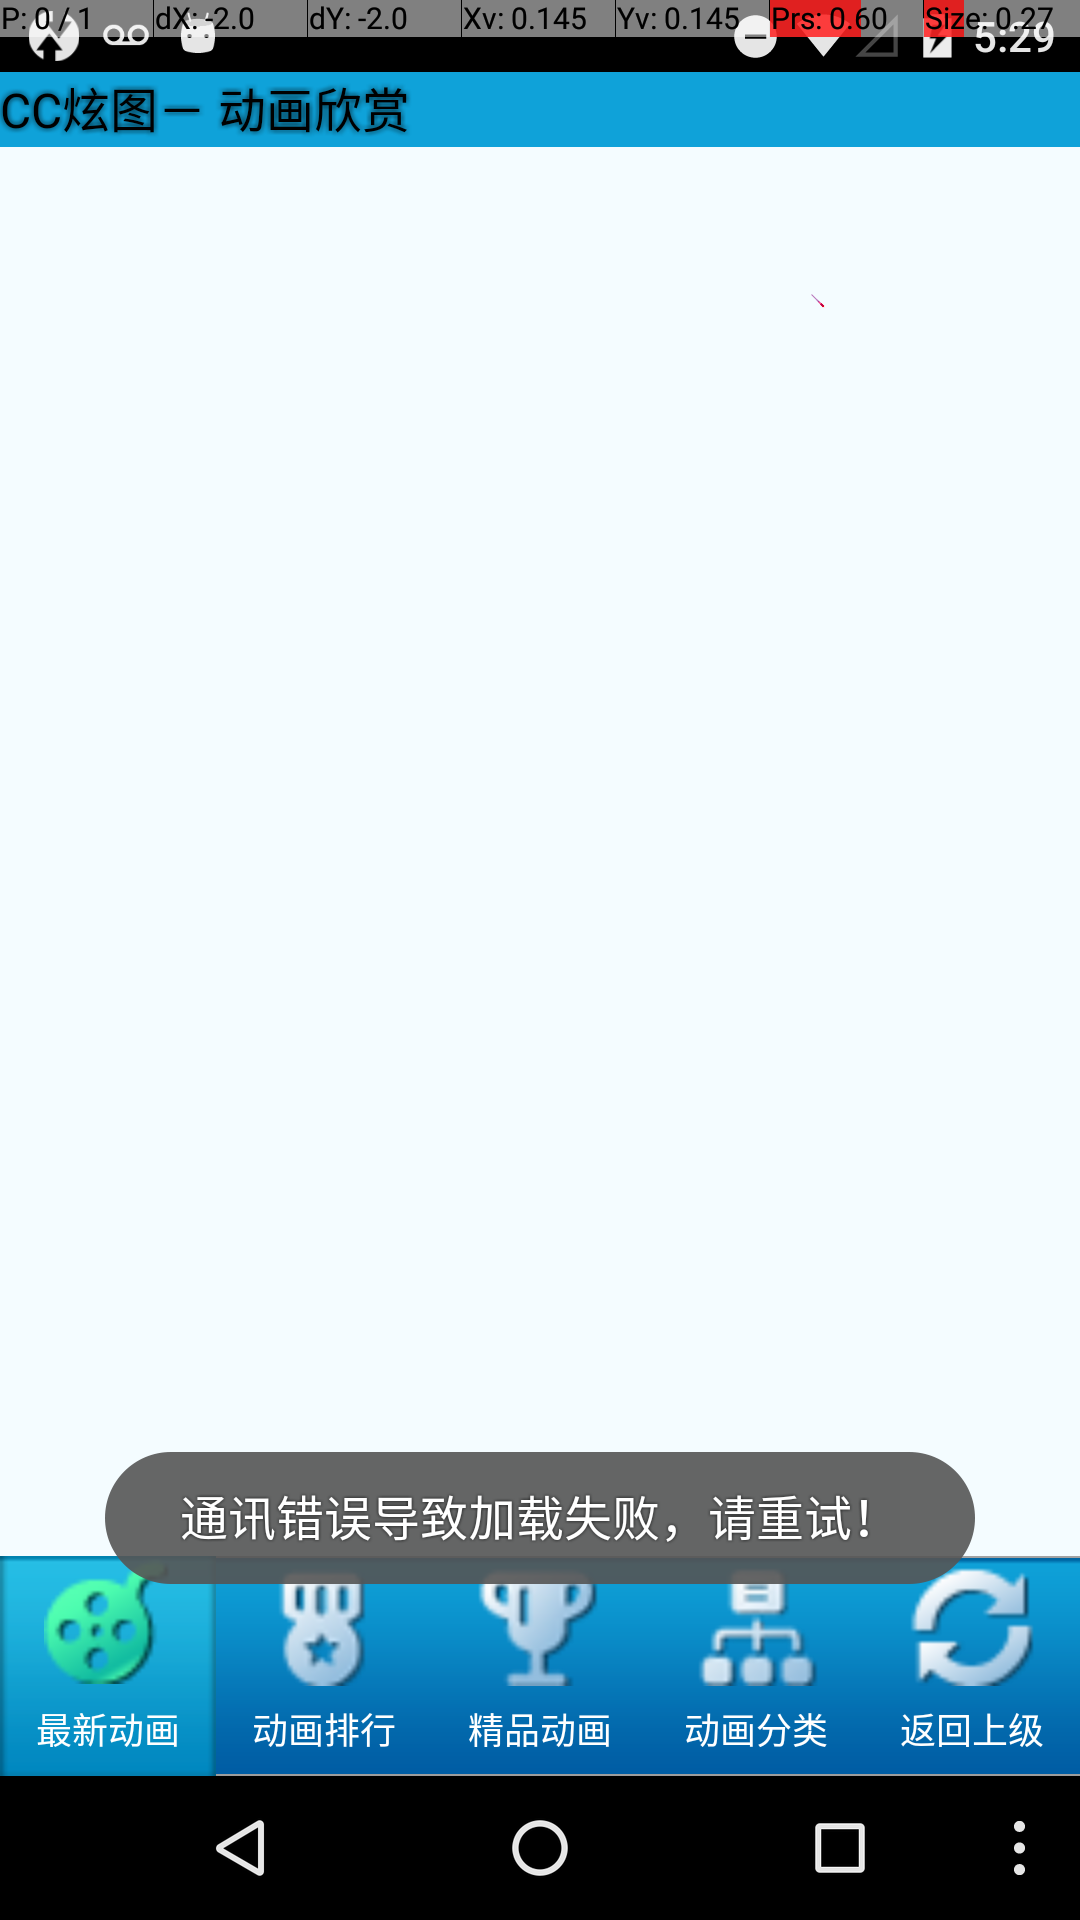 P: 0 / 1 dX: -2.0 dY: -2.0 Xv: 0.145 Yv: 0.145 Prs: 0.60 Size: 0.27
5:29
CC炫图－ 动画欣赏
通讯错误导致加载失败，请重试！
最新动画 动画排行 精品动画 动画分类 返回上级